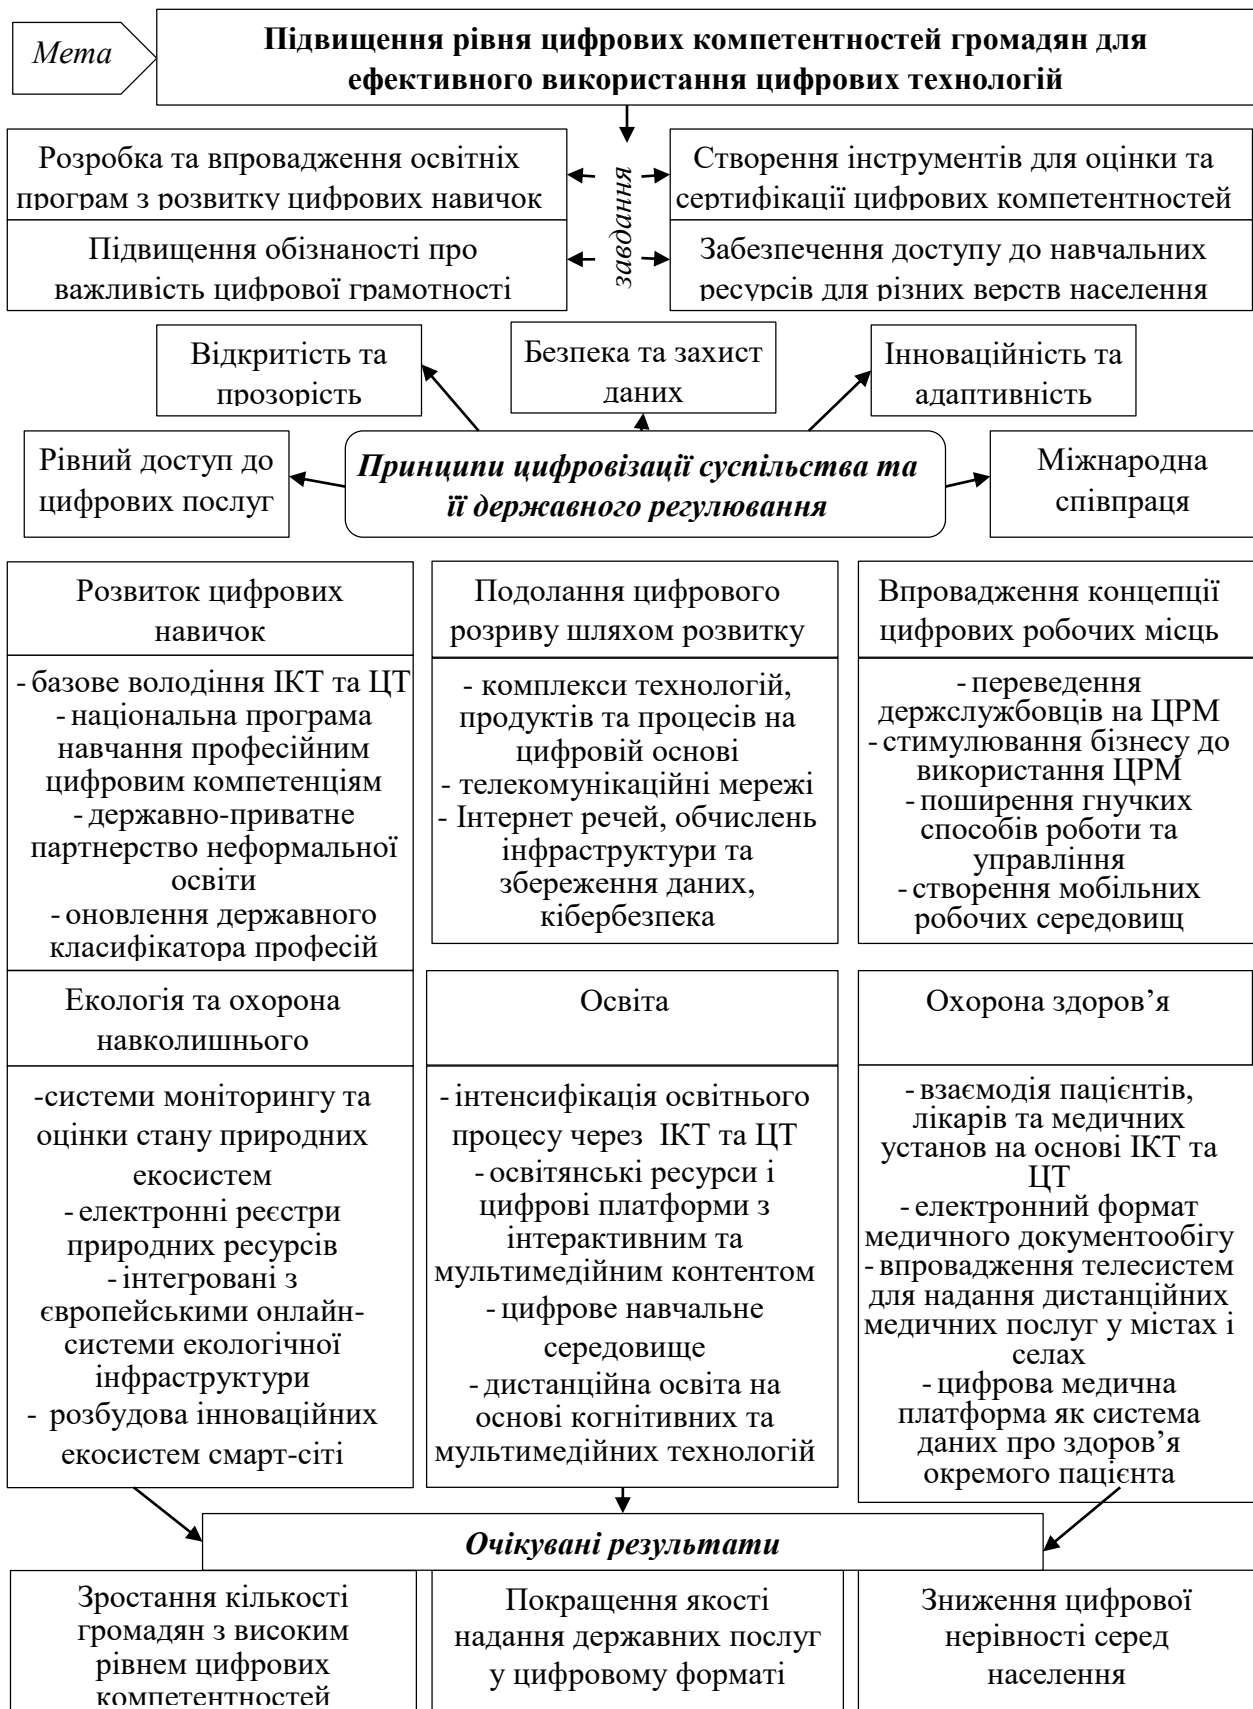 Мета
Підвищення рівня цифрових компетентностей громадян для
ефективного використання цифрових технологій
Розробка та впровадження освітніх
програм з розвитку цифрових навичок
Підвищення обізнаності про
важливість цифрової грамотності
завдання
Створення інструментів для оцінки та
сертифікації цифрових компетентностей
Забезпечення доступу до навчальних
ресурсів для різних верств населення
Відкритість та
прозорість
Безпека та захист
даних
Інноваційність та
адаптивність
Рівний доступ до
цифрових послуг
Принципи цифровізації суспільства та
її державного регулювання
Міжнародна
співпраця
Розвиток цифрових
навичок
- базове володіння ІКТ та ЦТ
- національна програма
навчання професійним
цифровим компетенціям
- державно-приватне
партнерство неформальної
освіти
- оновлення державного
класифікатора професій
Подолання цифрового
розриву шляхом розвитку
- комплекси технологій,
продуктів та процесів на
цифровій основі
- телекомунікаційні мережі
- Інтернет речей, обчислень
інфраструктури та
збереження даних,
кібербезпека
Впровадження концепції
цифрових робочих місць
- переведення
держслужбовців на ЦРМ
- стимулювання бізнесу до
використання ЦРМ
- поширення гнучких
способів роботи та
управління
- створення мобільних
робочих середовищ
Екологія та охорона
навколишнього
-системи моніторингу та
оцінки стану природних
екосистем
- електронні реєстри
природних ресурсів
- інтегровані з
європейськими онлайн-
системи екологічної
інфраструктури
- розбудова інноваційних
екосистем смарт-сіті
Освіта
- інтенсифікація освітнього
процесу через ІКТ та ЦТ
- освітянські ресурси і
цифрові платформи з
інтерактивним та
мультимедійним контентом
- цифрове навчальне
середовище
- дистанційна освіта на
основі когнітивних та
мультимедійних технологій
Охорона здоров’я
- взаємодія пацієнтів,
лікарів та медичних
установ на основі ІКТ та
ЦТ
- електронний формат
медичного документообігу
- впровадження телесистем
для надання дистанційних
медичних послуг у містах і
селах
- цифрова медична
платформа як система
даних про здоров’я
окремого пацієнта
Очікувані результати
Зростання кількості
громадян з високим
рівнем цифрових
компетентностей
Покращення якості
надання державних послуг
у цифровому форматі
Зниження цифрової
нерівності серед
населення